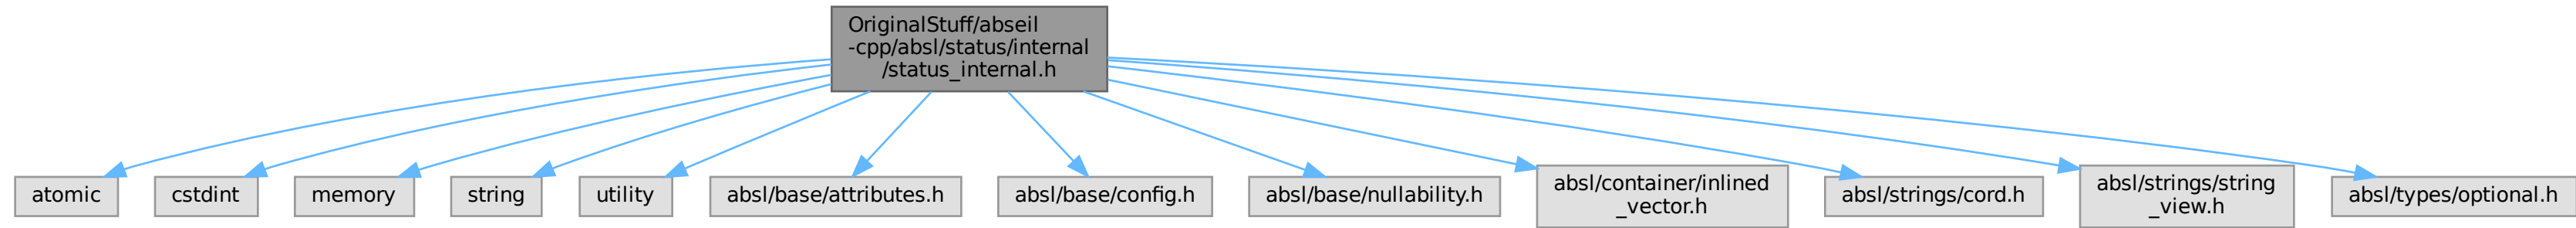 OriginalStuff/abseil
-cpp/absl/status/internal
/status_internal.h
atomic
cstdint
memory
string
utility
absl/base/attributes.h
absl/base/config.h
absl/base/nullability.h
absl/container/inlined
_vector.h
absl/strings/cord.h
absl/strings/string
_view.h
absl/types/optional.h